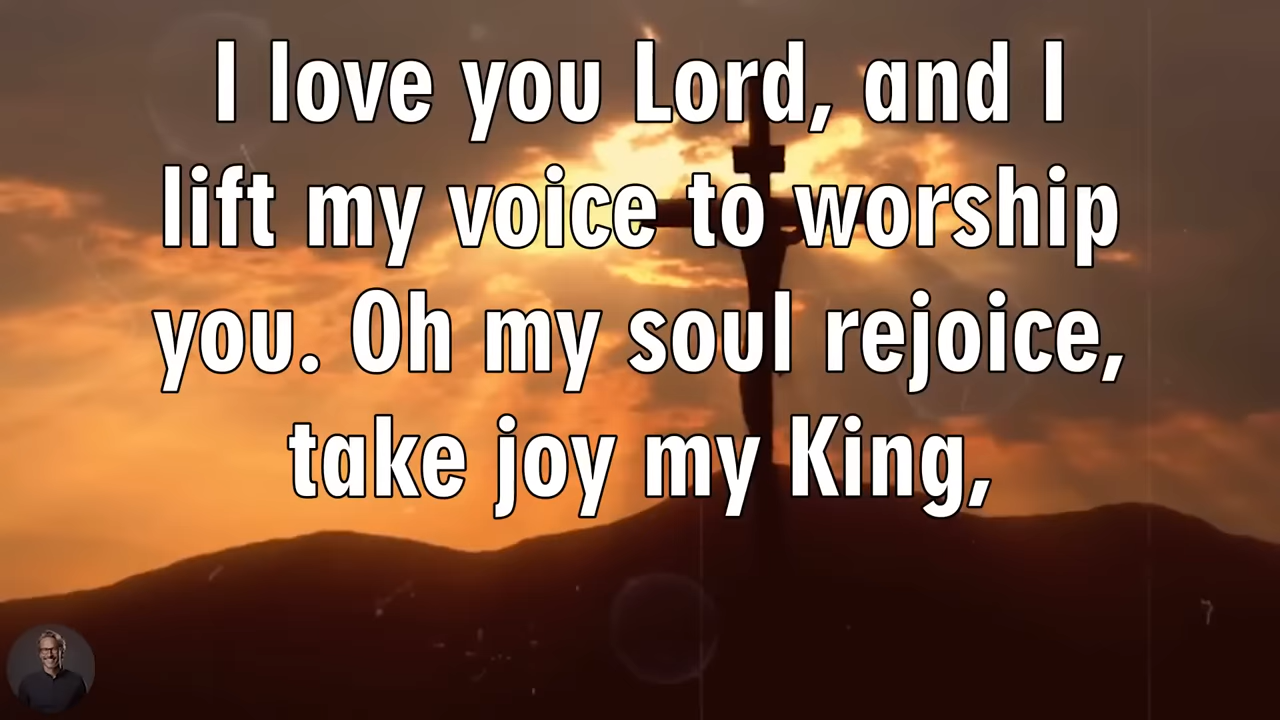 I love you Lord, and I
lift my voice to worship
you. Oh my soul rejoice,
take joy my King,